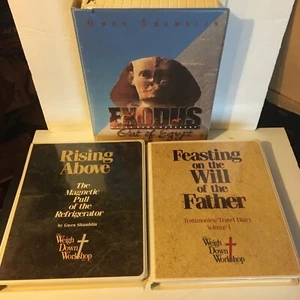 Gwen Shamblin
EXODUS
Out of Egypt
Rising
Above
The
Magnetic
Pull of the
Refrigerator
by Gwen Shamblin
Weigh
Down
Workshop
Feasting
on the
Will
of the
Father
Testimonies/Travel Diary
Volume 1
Weigh
Down
Workshop